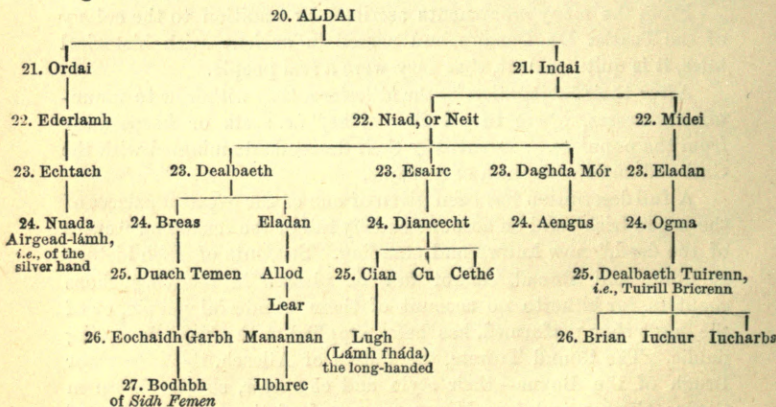 20. ALDAI
21. Ordai 21. Indai
22. Ederlamh 22. Niad, or Neit 22. Midel
23. Echtach 23. Dealbaeth 23. Esairc 23. Daghda Mór 23. Eladan
24. Nuada 24. Breas Eladan 24. Diancecht 24. Aengus 24. Ogma
Airgead-lámh,
i.e., of the
silver hand
25. Duach Temen Allod 25. Cian Cu Cethé 25. Dealbaeth Tuirenn,
i.e., Tuirill Bricrenn
Lear
26. Eochaidh Garbh Manannan Lugh 26. Brian Iuchur Iucharba
(Lámh fháda)
the long-handed
27. Bodhbh Ilbhrec
of Sidh Femen